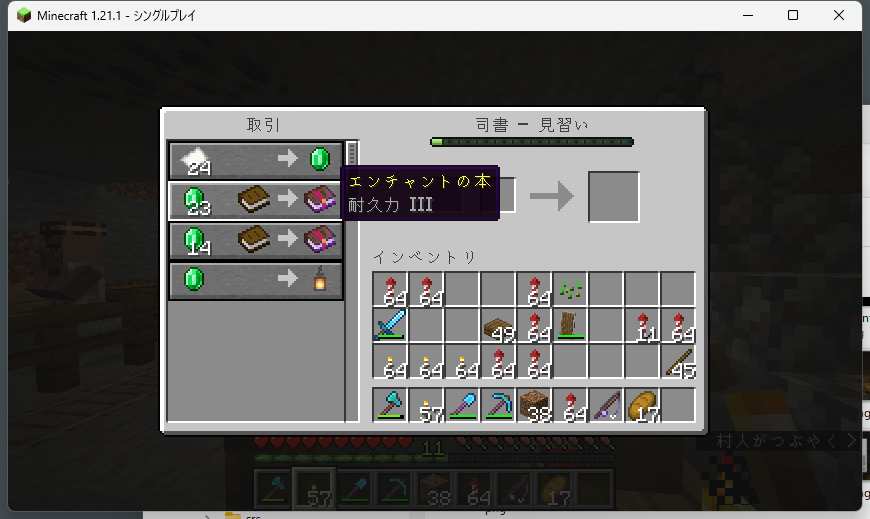 Minecraft 1.21.1 - シングルプレイ
取引
司書 － 見習い
24
23
14
エンチャントの本
耐久力 III
インベントリ
64 64 64
49 64 11 64
64 64 64 64 64 45
57 38 64 17
11
村人がつぶやく >
57 38 64 17
src
png